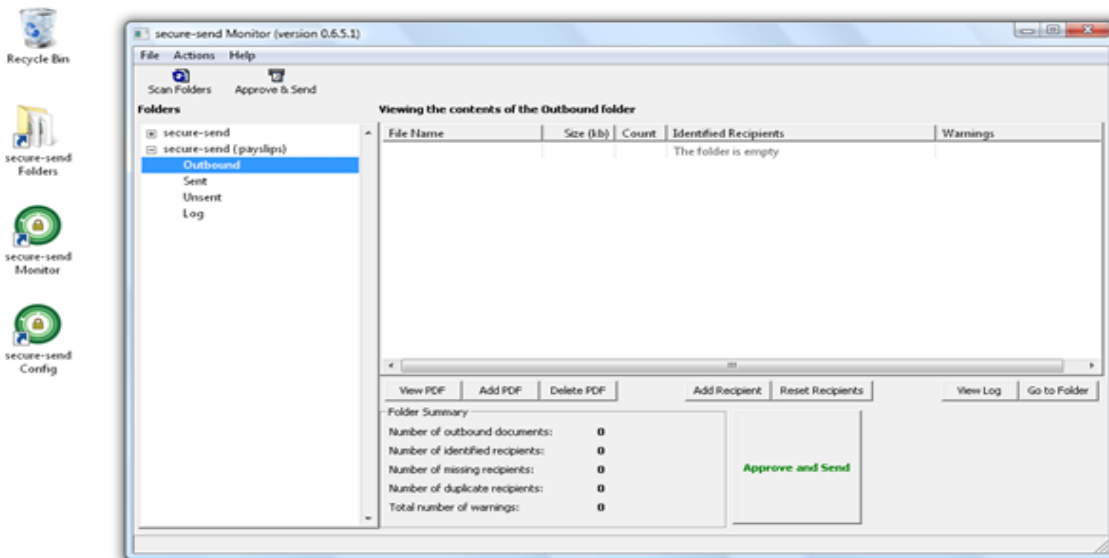 Recycle Bin
secure-send
Folders
secure-send
Monitor
secure-send
Config
secure-send Monitor (version 0.6.5.1)
File Actions Help
Scan Folders Approve & Send
Folders
secure-send
secure-send (payslips)
Outbound
Sent
Unsent
Log
Viewing the contents of the Outbound folder
File Name Size (kb) Count Identified Recipients Warnings
The folder is empty
View PDF Add PDF Delete PDF Add Recipient Reset Recipients View Log Go to Folder
Folder Summary
Number of outbound documents: 0
Number of identified recipients: 0
Number of missing recipients: 0
Number of duplicate recipients: 0
Total number of warnings: 0
Approve and Send